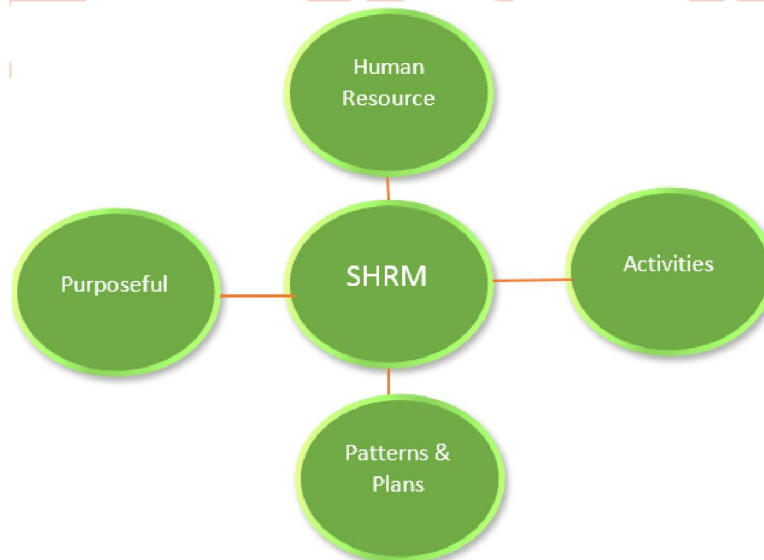 Human
Resource
Purposeful
SHRM
Activities
Patterns &
Plans